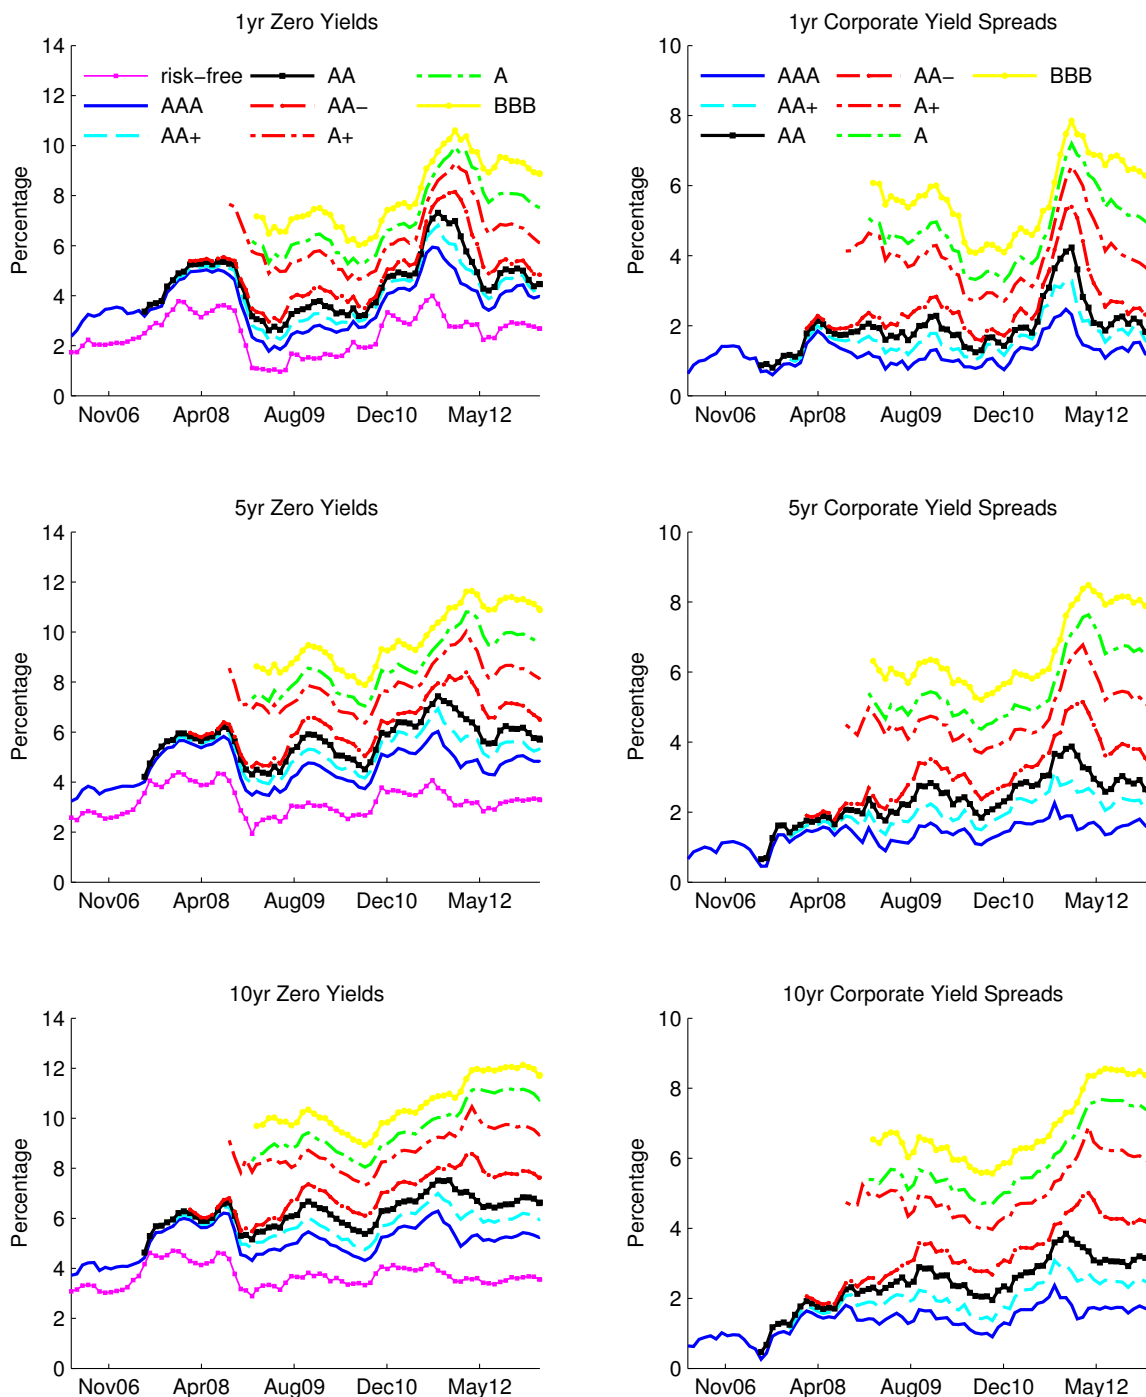 1yr Zero Yields
Percentage
14
12
10
8
6
4
2
0
risk-free
AAA
AA+
AA
AA-
A+
A
BBB
Nov06 Apr08 Aug09 Dec10 May12
1yr Corporate Yield Spreads
Percentage
10
8
6
4
2
0
AAA
AA+
AA
AA-
A+
A
BBB
Nov06 Apr08 Aug09 Dec10 May12
5yr Zero Yields
Percentage
14
12
10
8
6
4
2
0
Nov06 Apr08 Aug09 Dec10 May12
5yr Corporate Yield Spreads
Percentage
10
8
6
4
2
0
Nov06 Apr08 Aug09 Dec10 May12
10yr Zero Yields
Percentage
14
12
10
8
6
4
2
0
Nov06 Apr08 Aug09 Dec10 May12
10yr Corporate Yield Spreads
Percentage
10
8
6
4
2
0
Nov06 Apr08 Aug09 Dec10 May12